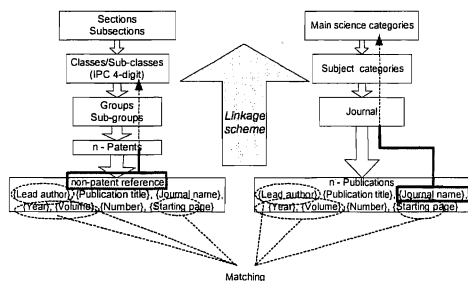 Sections
Subsections
Classes/Sub-classes
(IPC 4-digit)
Groups
Sub-groups
n - Patents
non-patent reference
{Lead author}, {Publication title}, {Journal name},
{Year}, {Volume}, {Number}, {Starting page}
Linkage
scheme
Main science categories
Subject categories
Journal
n - Publications
{Lead author}, {Publication title}, {Journal name},
{Year}, {Volume}, {Number}, {Starting page}
Matching